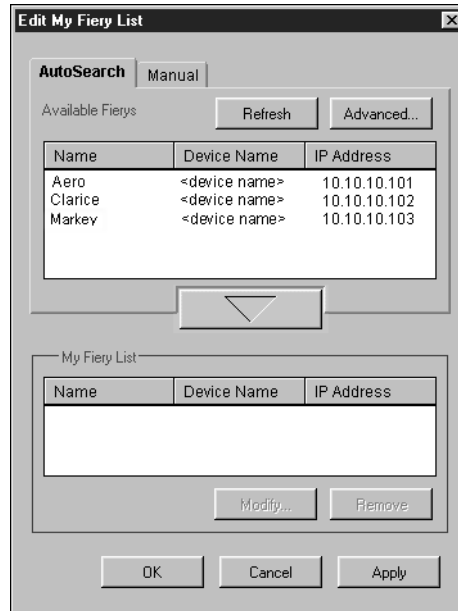 Edit My Fiery List
AutoSearch Manual
Available Fierys Refresh Advanced...
Name Device Name IP Address
Aero <device name> 10.10.10.101
Clarice <device name> 10.10.10.102
Markey <device name> 10.10.10.103
My Fiery List
Name Device Name IP Address
Modify... Remove
OK Cancel Apply